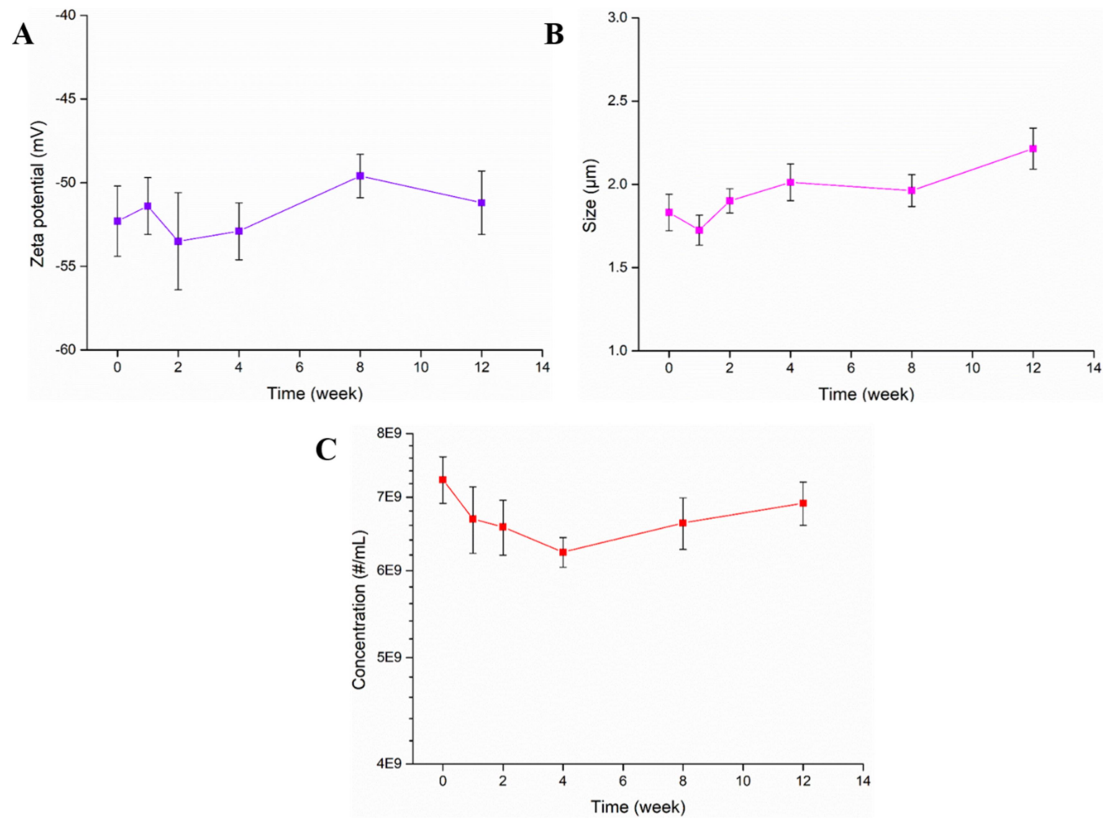 A
-40
-45
-50
-55
-60
Zeta potential (mV)
0 2 4 6 8 10 12 14
Time (week)
B
3.0
2.5
2.0
1.5
1.0
Size (μm)
0 2 4 6 8 10 12 14
Time (week)
C
8E9
7E9
6E9
5E9
4E9
Concentration (#/mL)
0 2 4 6 8 10 12 14
Time (week)